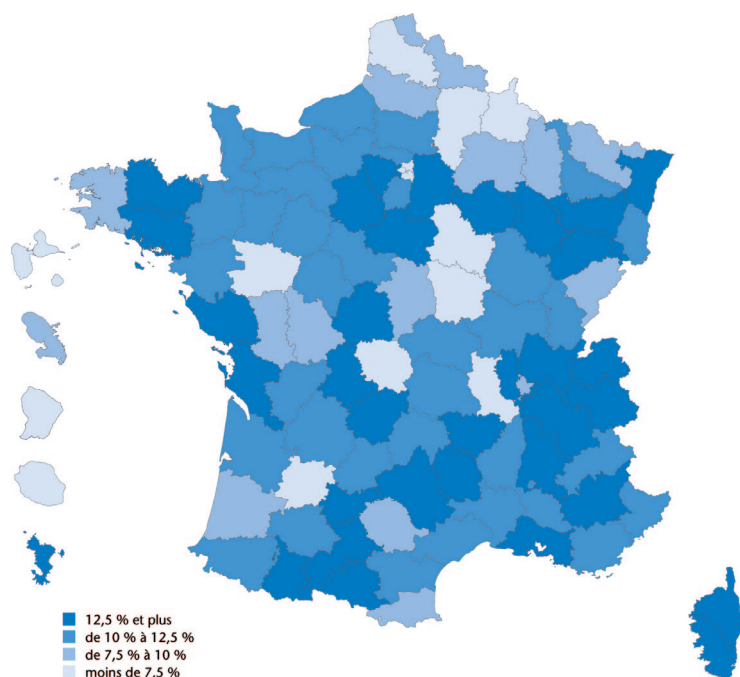 12,5 % et plus
de 10 % à 12,5 %
de 7,5 % à 10 %
moins de 7,5 %